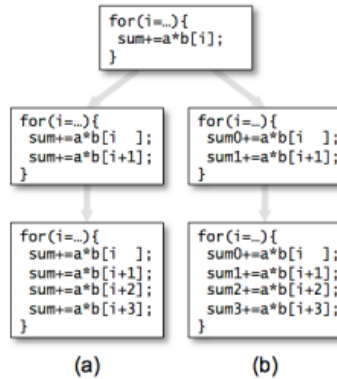 for(i=…){
sum+=a*b[i];
}
for(i=…){
sum+=a*b[i  ];
sum+=a*b[i+1];
}
for(i=…){
sum0+=a*b[i  ];
sum1+=a*b[i+1];
}
for(i=…){
sum+=a*b[i  ];
sum+=a*b[i+1];
sum+=a*b[i+2];
sum+=a*b[i+3];
}
for(i=…){
sum0+=a*b[i  ];
sum1+=a*b[i+1];
sum2+=a*b[i+2];
sum3+=a*b[i+3];
}
(a)
(b)